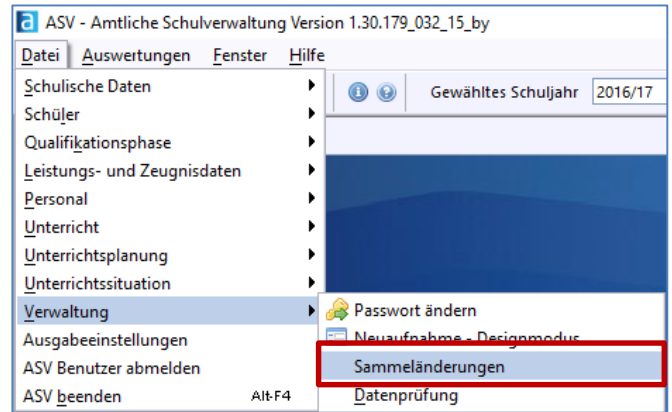 ASV - Amtliche Schulverwaltung Version 1.30.179_032_15_by
Datei Auswertungen Fenster Hilfe
Schulische Daten
Gewähltes Schuljahr 2016/17
Schüler
Qualifikationsphase
Leistungs- und Zeugnisdaten
Personal
Unterricht
Unterrichtsplanung
Unterrichtssituation
Verwaltung
Passwort ändern
Ausgabeeinstellungen
Neuaufnahme - Designmodus
ASV Benutzer abmelden
Sammeländerungen
ASV beenden Alt-F4
Datenprüfung